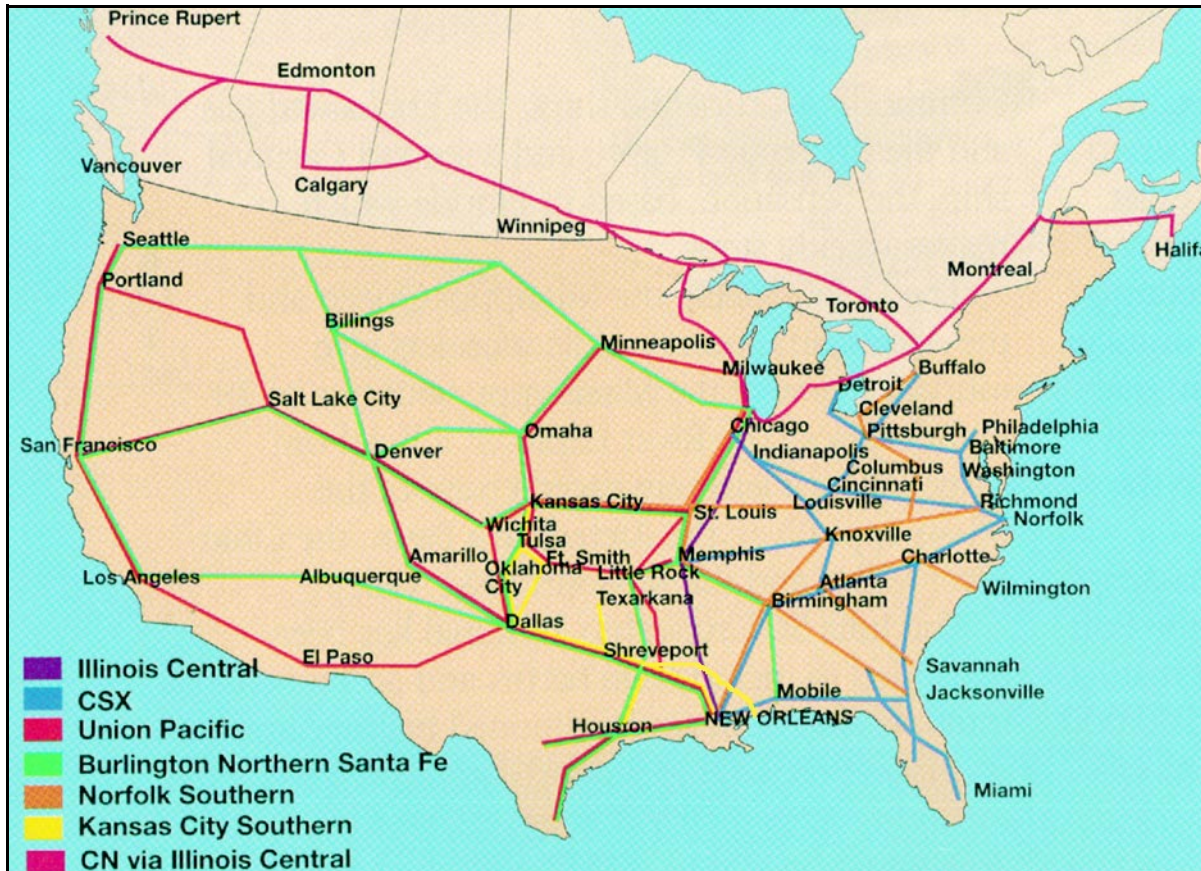 Prince Rupert
Edmonton
Vancouver
Calgary
Winnipeg
Halifa
Montreal
Seattle
Portland
Toronto
Billings
Minneapolis
Milwaukee
Buffalo
Detroit
Salt Lake City
Cleveland
San Francisco
Omaha
Chicago
Pittsburgh
Philadelphia
Denver
Indianapolis
Baltimore
Columbus
Washington
Cincinnati
Kansas City
Louisville
Richmond
St. Louis
Norfolk
Wichita
Tulsa
Knoxville
Amarillo
Ft. Smith
Memphis
Charlotte
Oklahoma
City
Little Rock
Los Angeles
Albuquerque
Atlanta
Wilmington
Texarkana
Birmingham
Dallas
Shreveport
El Paso
Savannah
Mobile
Jacksonville
Houston
NEW ORLEANS
Miami
Illinois Central
CSX
Union Pacific
Burlington Northern Santa Fe
Norfolk Southern
Kansas City Southern
CN via Illinois Central